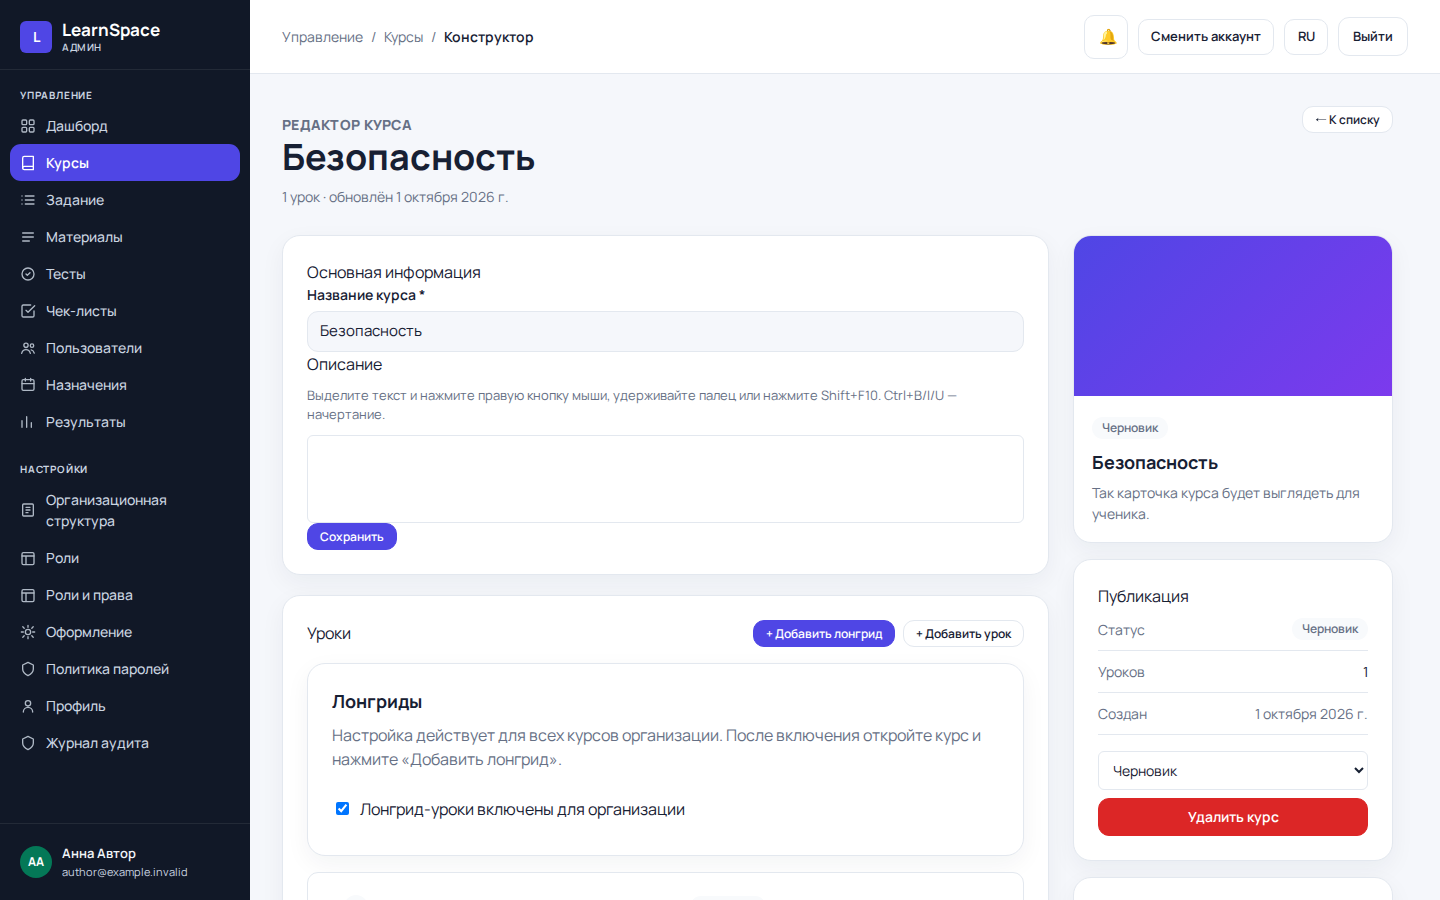 L
LearnSpace
АДМИН
УПРАВЛЕНИЕ
Дашборд
Курсы
Задание
Материалы
Тесты
Чек-листы
Пользователи
Назначения
Результаты
НАСТРОЙКИ
Организационная
структура
Роли
Роли и права
Оформление
Политика паролей
Профиль
Журнал аудита
АА
Анна Автор
author@example.invalid
Управление / Курсы / Конструктор
Сменить аккаунт
RU
Выйти
РЕДАКТОР КУРСА
Безопасность
1 урок · обновлён 1 октября 2026 г.
← К списку
Основная информация
Название курса *
Безопасность
Описание
Выделите текст и нажмите правую кнопку мыши, удерживайте палец или нажмите Shift+F10. Ctrl+B/I/U —
начертание.
Сохранить
Уроки
+ Добавить лонгрид
+ Добавить урок
Лонгриды
Настройка действует для всех курсов организации. После включения откройте курс и
нажмите «Добавить лонгрид».
Лонгрид-уроки включены для организации
Черновик
Безопасность
Так карточка курса будет выглядеть для
ученика.
Публикация
Статус Черновик
Уроков 1
Создан 1 октября 2026 г.
Черновик
Удалить курс